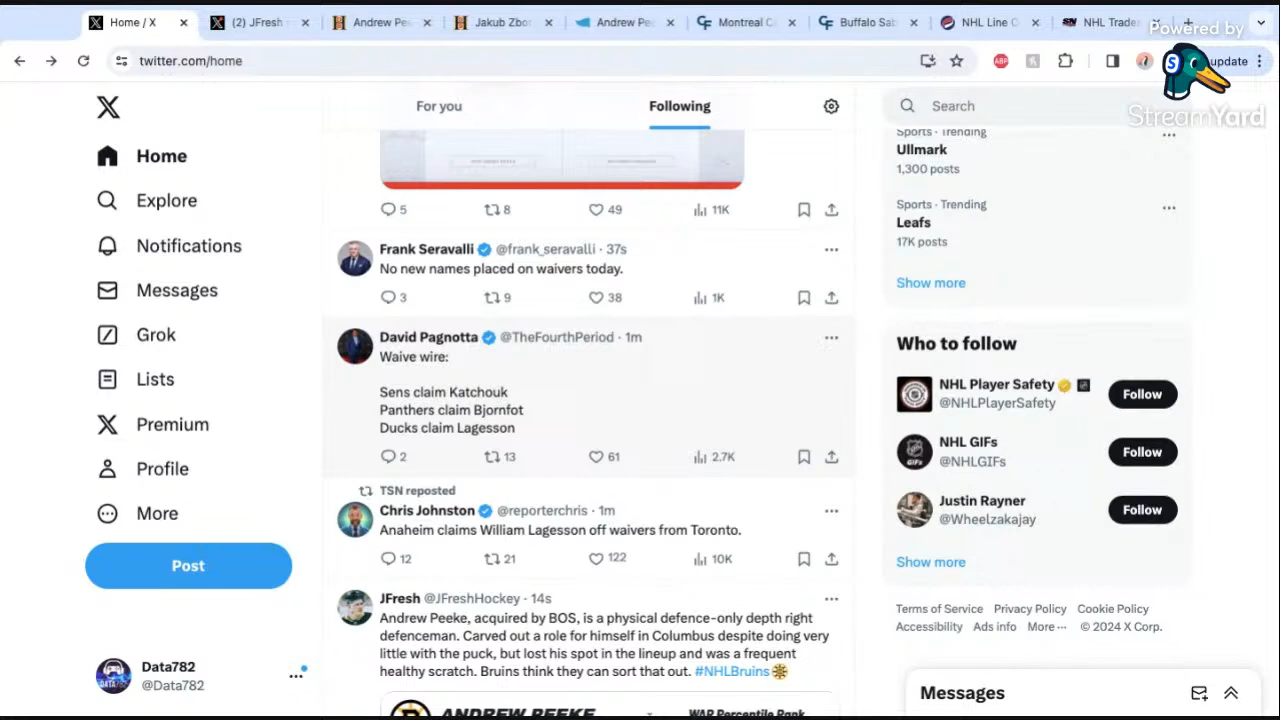 Home / X
(2) JFresh
Andrew Pe
Jakub Zbo
Andrew Pe
Montreal C
Buffalo Sab
NHL Line C
NHL Trade
Powered by
StreamYard
twitter.com/home
update
ABP
For you
Following
Search
Home
Explore
Notifications
Messages
Grok
Lists
Premium
Profile
More
Post
Data782
@Data782
5
8
49
11K
Frank Seravalli @frank_seravalli · 37s
No new names placed on waivers today.
3
9
38
1K
David Pagnotta @TheFourthPeriod · 1m
Waive wire:
Sens claim Katchouk
Panthers claim Bjornfot
Ducks claim Lagesson
2
13
61
2.7K
TSN reposted
Chris Johnston @reporterchris · 1m
Anaheim claims William Lagesson off waivers from Toronto.
12
21
122
10K
JFresh @JFreshHockey · 14s
Andrew Peeke, acquired by BOS, is a physical defence-only depth right
defenceman. Carved out a role for himself in Columbus despite doing very
little with the puck, but lost his spot in the lineup and was a frequent
healthy scratch. Bruins think they can sort that out. #NHLBruins
ANDREW PEEKE
WAR Percentile Rank
Sports · Trending
Ullmark
1,300 posts
Sports · Trending
Leafs
17K posts
Show more
Who to follow
NHL Player Safety
@NHLPlayerSafety
Follow
NHL GIFs
@NHLGIFs
Follow
Justin Rayner
@Wheelzakajay
Follow
Show more
Terms of Service Privacy Policy Cookie Policy
Accessibility Ads info More ··· © 2024 X Corp.
Messages